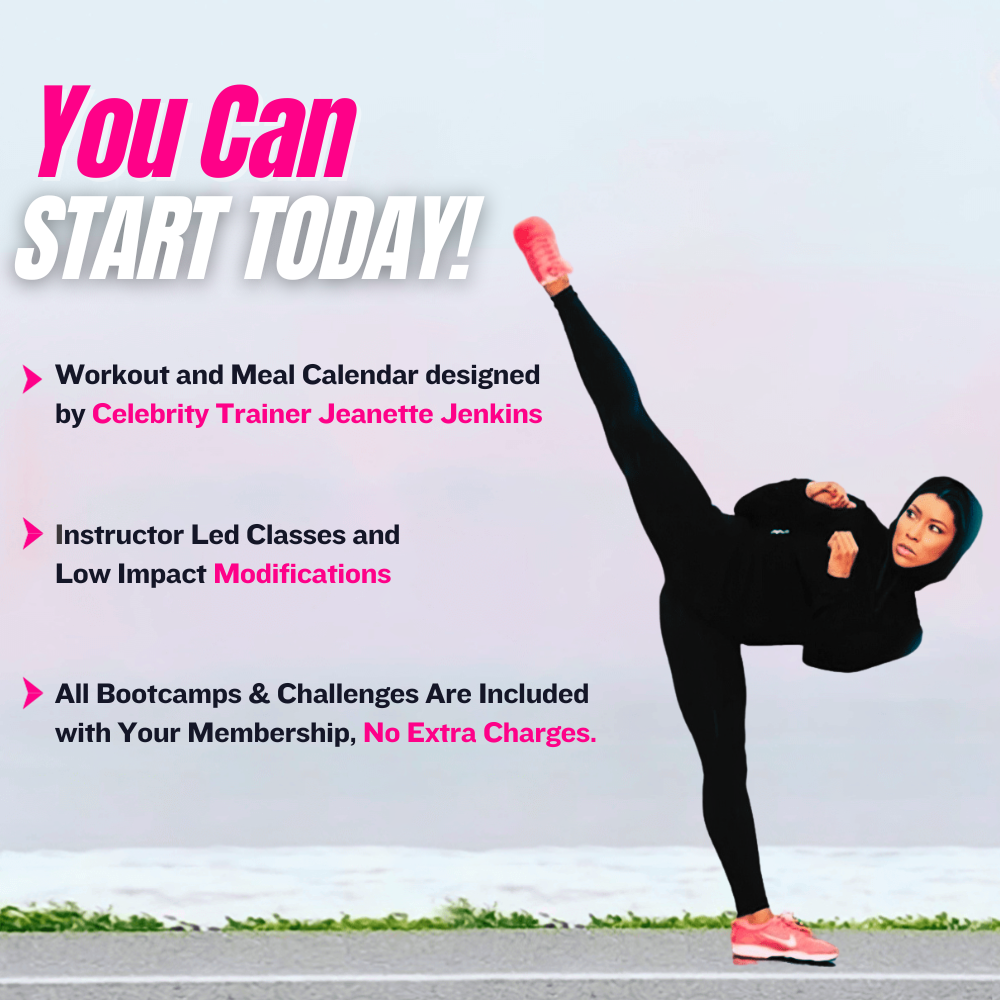 You Can
START TODAY!
Workout and Meal Calendar designed
by Celebrity Trainer Jeanette Jenkins
Instructor Led Classes and
Low Impact Modifications
All Bootcamps & Challenges Are Included
with Your Membership, No Extra Charges.